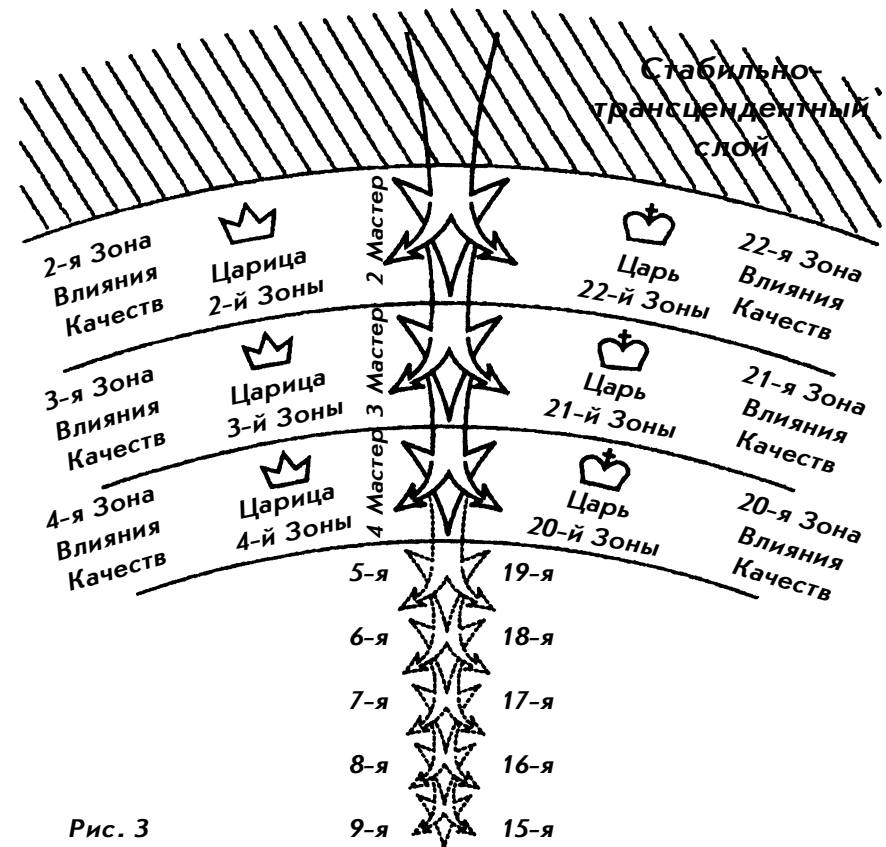 Стабильно-
трансцендентный
слой
2-я Зона
Влияния
Качеств
Царица
2-й Зоны
2 Мастер
Царь
22-й Зоны
22-я Зона
Влияния
Качеств
3-я Зона
Влияния
Качеств
Царица
3-й Зоны
3 Мастер
Царь
21-й Зоны
21-я Зона
Влияния
Качеств
4-я Зона
Влияния
Качеств
Царица
4-й Зоны
4 Мастер
Царь
20-й Зоны
20-я Зона
Влияния
Качеств
5-я 19-я
6-я 18-я
7-я 17-я
8-я 16-я
9-я 15-я
Рис. 3